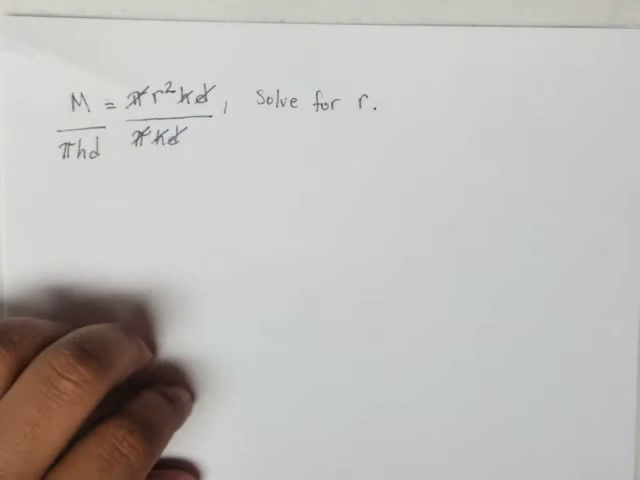 M = πr²hd, Solve for r.
πhd πhd